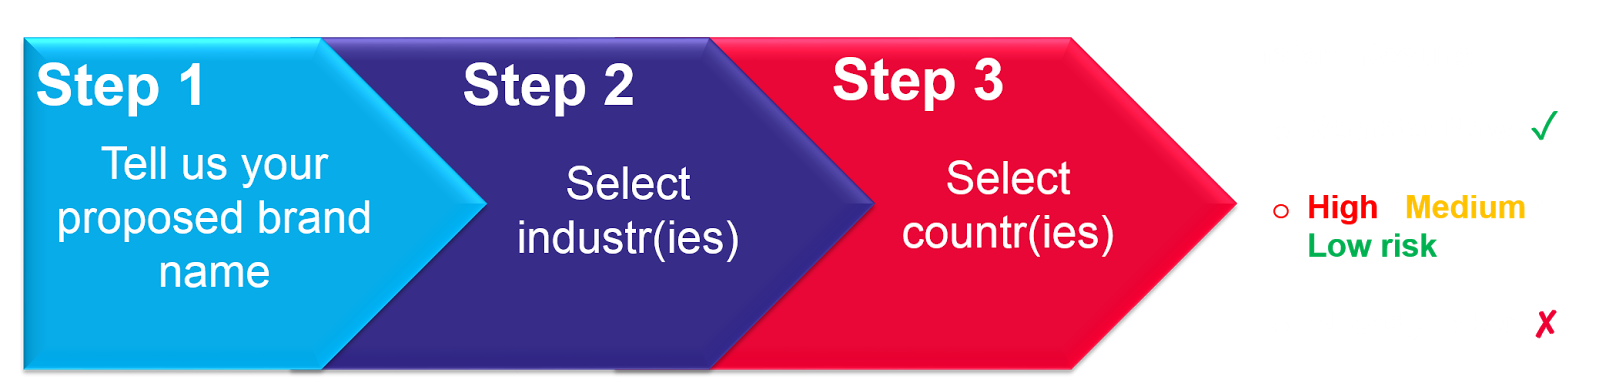 Step 1
Tell us your
proposed brand
name
Step 2
Select
industr(ies)
Step 3
Select
countr(ies)
✓
○ High Medium
Low risk
✗